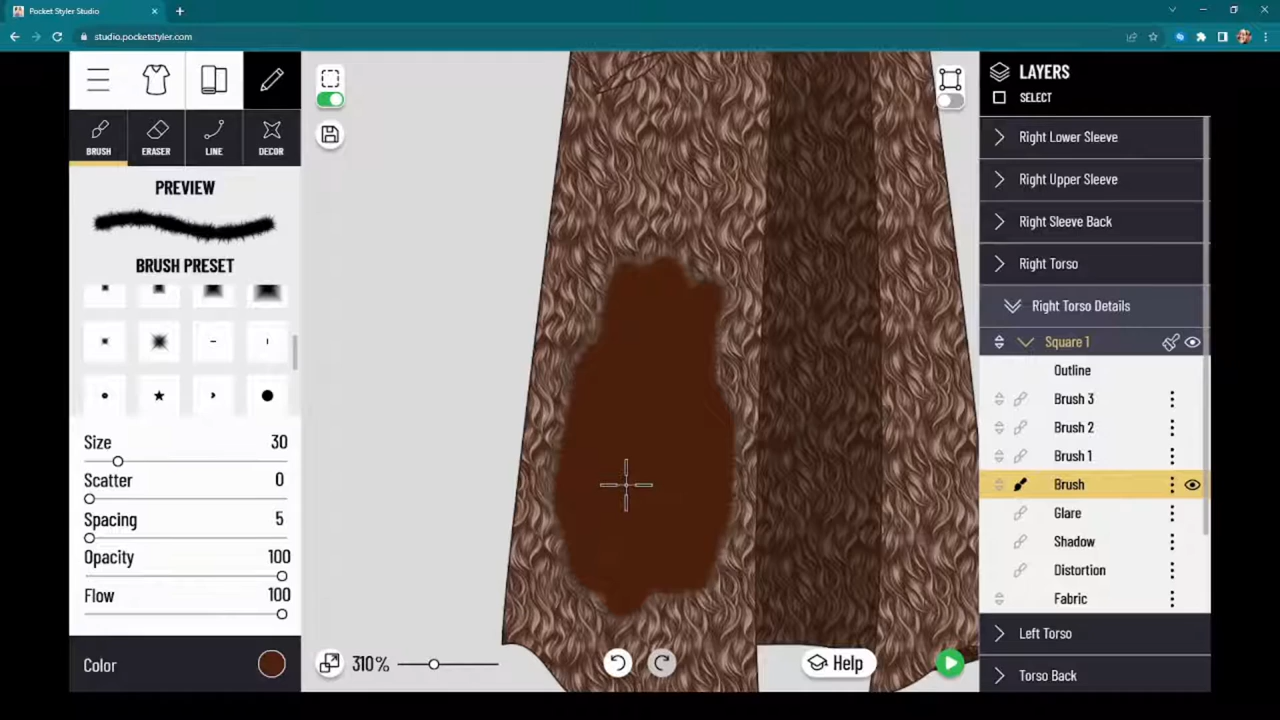 Pocket Styler Studio
studio.pocketstyler.com
BRUSH
ERASER
LINE
DECOR
PREVIEW
BRUSH PRESET
Size 30
Scatter 0
Spacing 5
Opacity 100
Flow 100
Color
310%
Help
LAYERS
SELECT
Right Lower Sleeve
Right Upper Sleeve
Right Sleeve Back
Right Torso
Right Torso Details
Square 1
Outline
Brush 3
Brush 2
Brush 1
Brush
Glare
Shadow
Distortion
Fabric
Left Torso
Torso Back